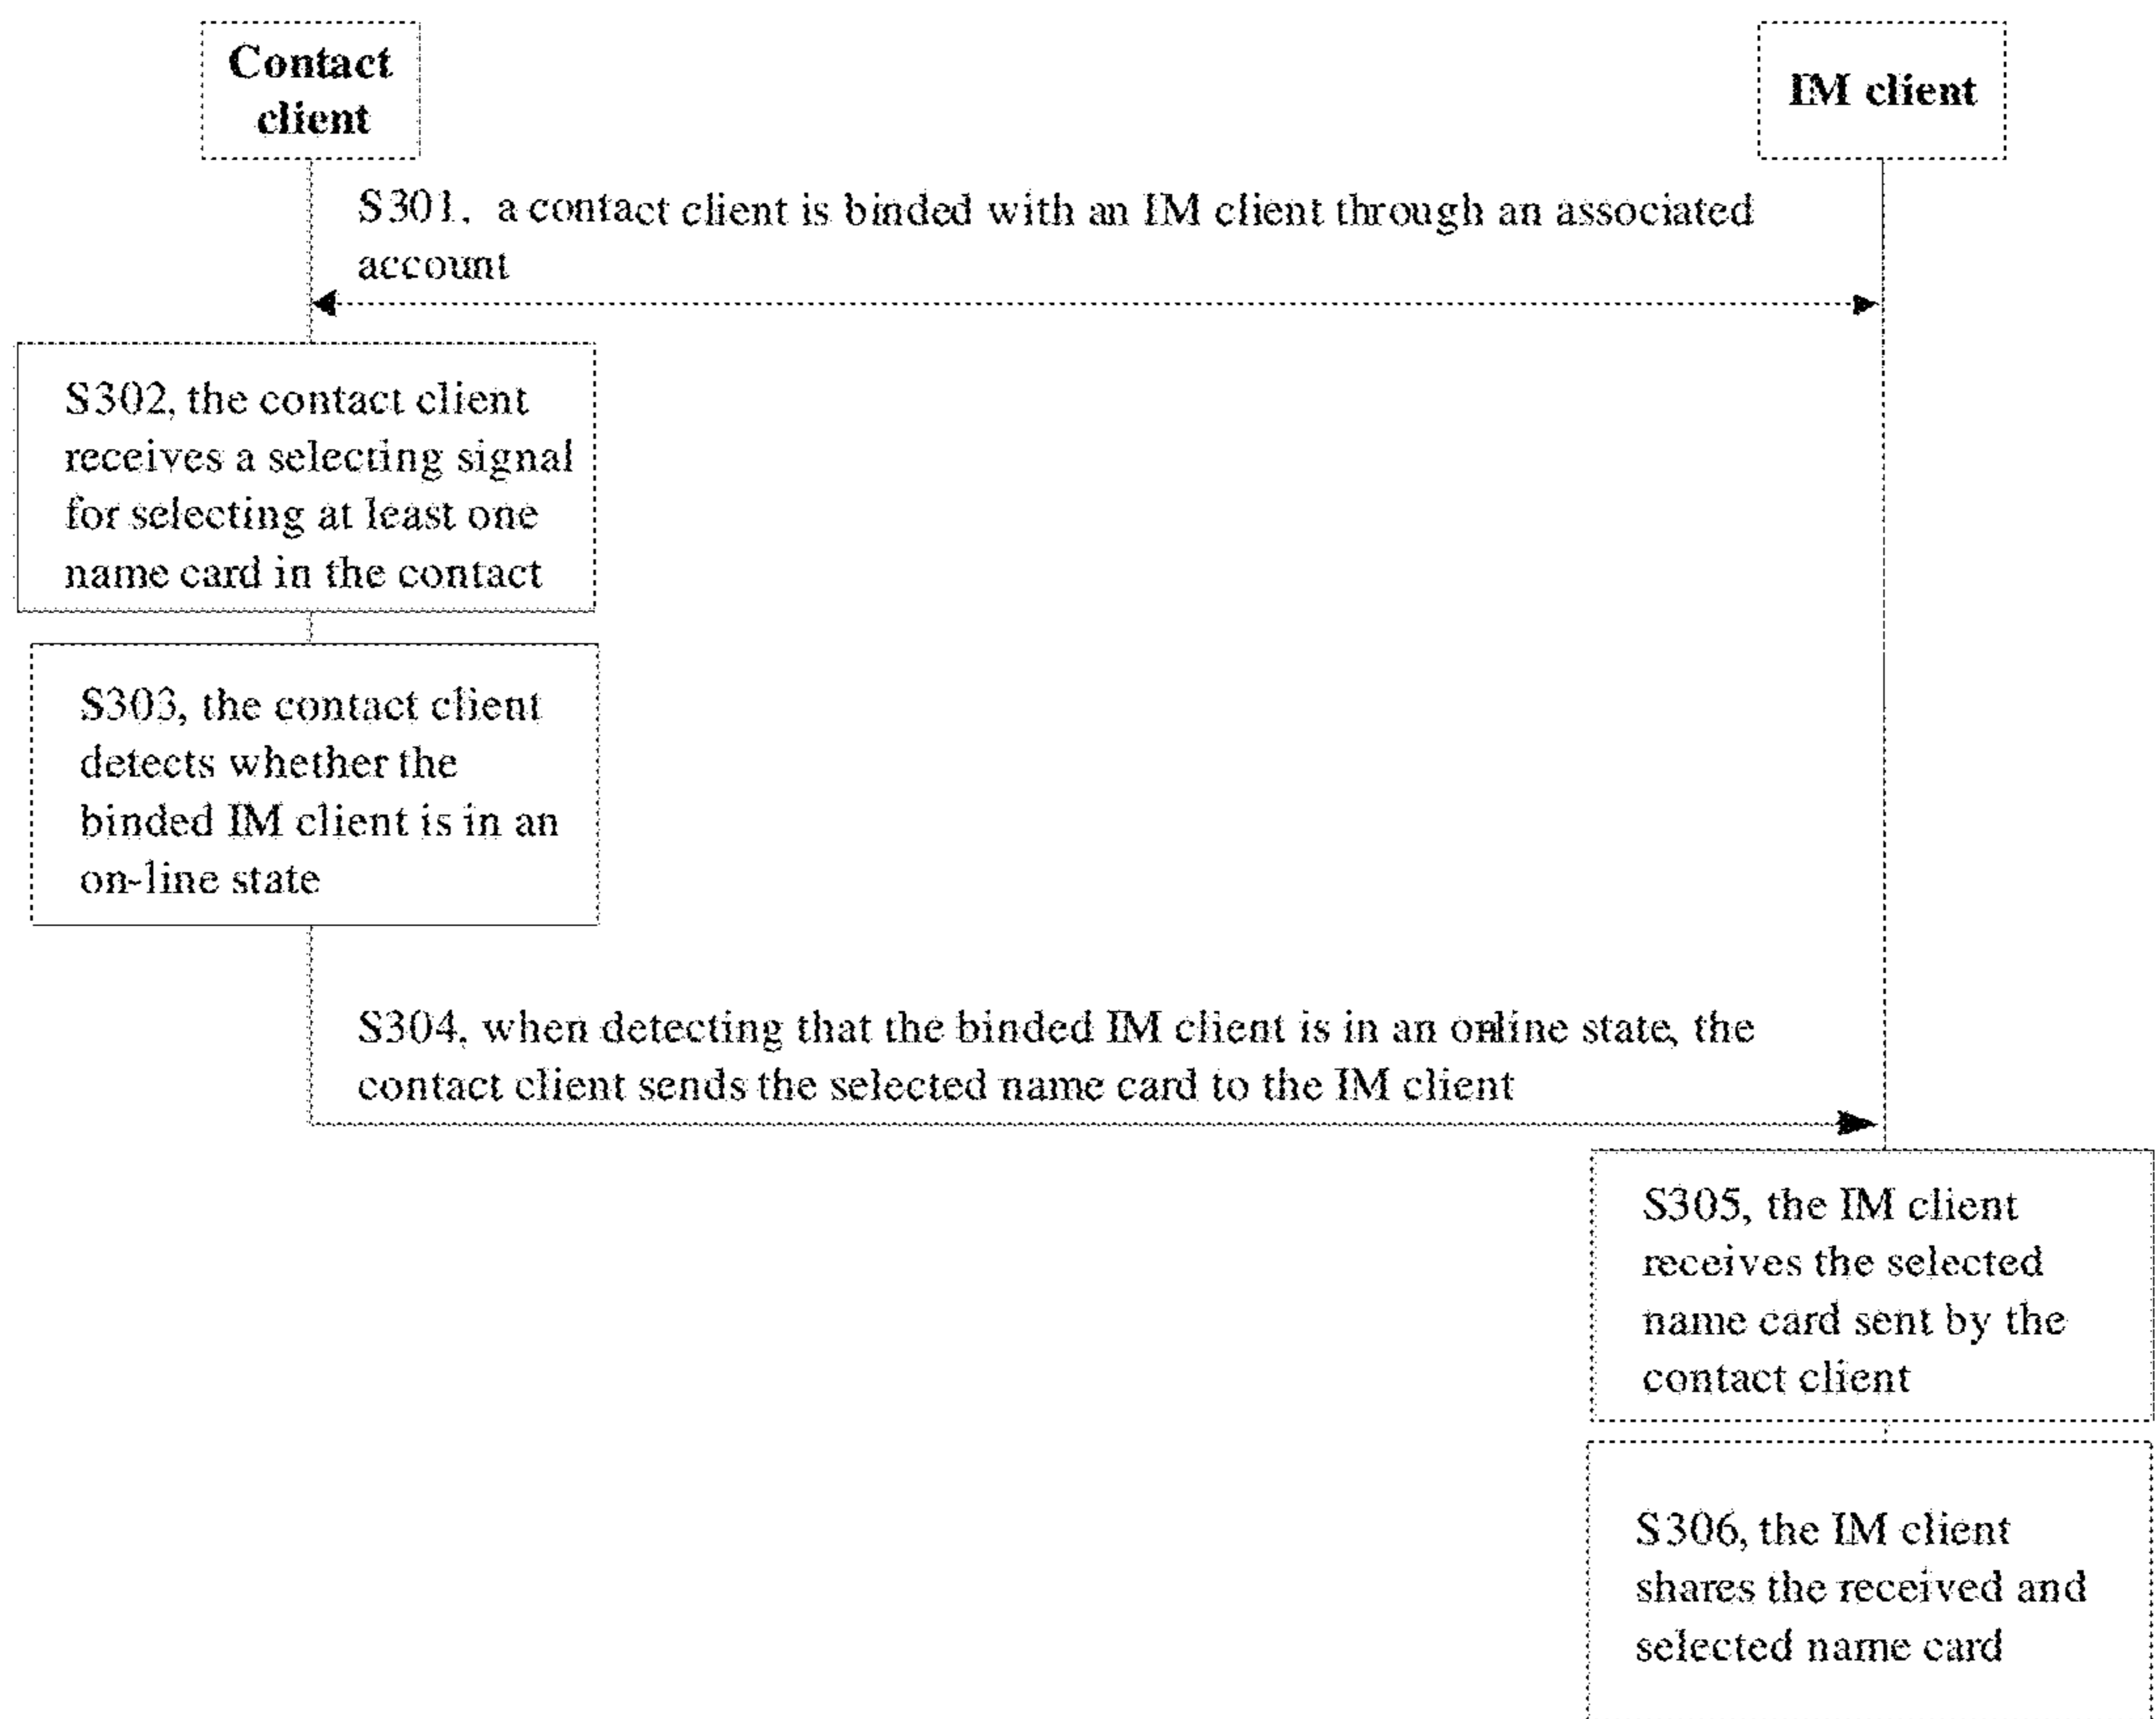 Contact
client
IM client
S301, a contact client is binded with an IM client through an associated
account
S302, the contact client
receives a selecting signal
for selecting at least one
name card in the contact
S303, the contact client
detects whether the
binded IM client is in an
on-line state
S304, when detecting that the binded IM client is in an online state, the
contact client sends the selected name card to the IM client
S305, the IM client
receives the selected
name card sent by the
contact client
S306, the IM client
shares the received and
selected name card